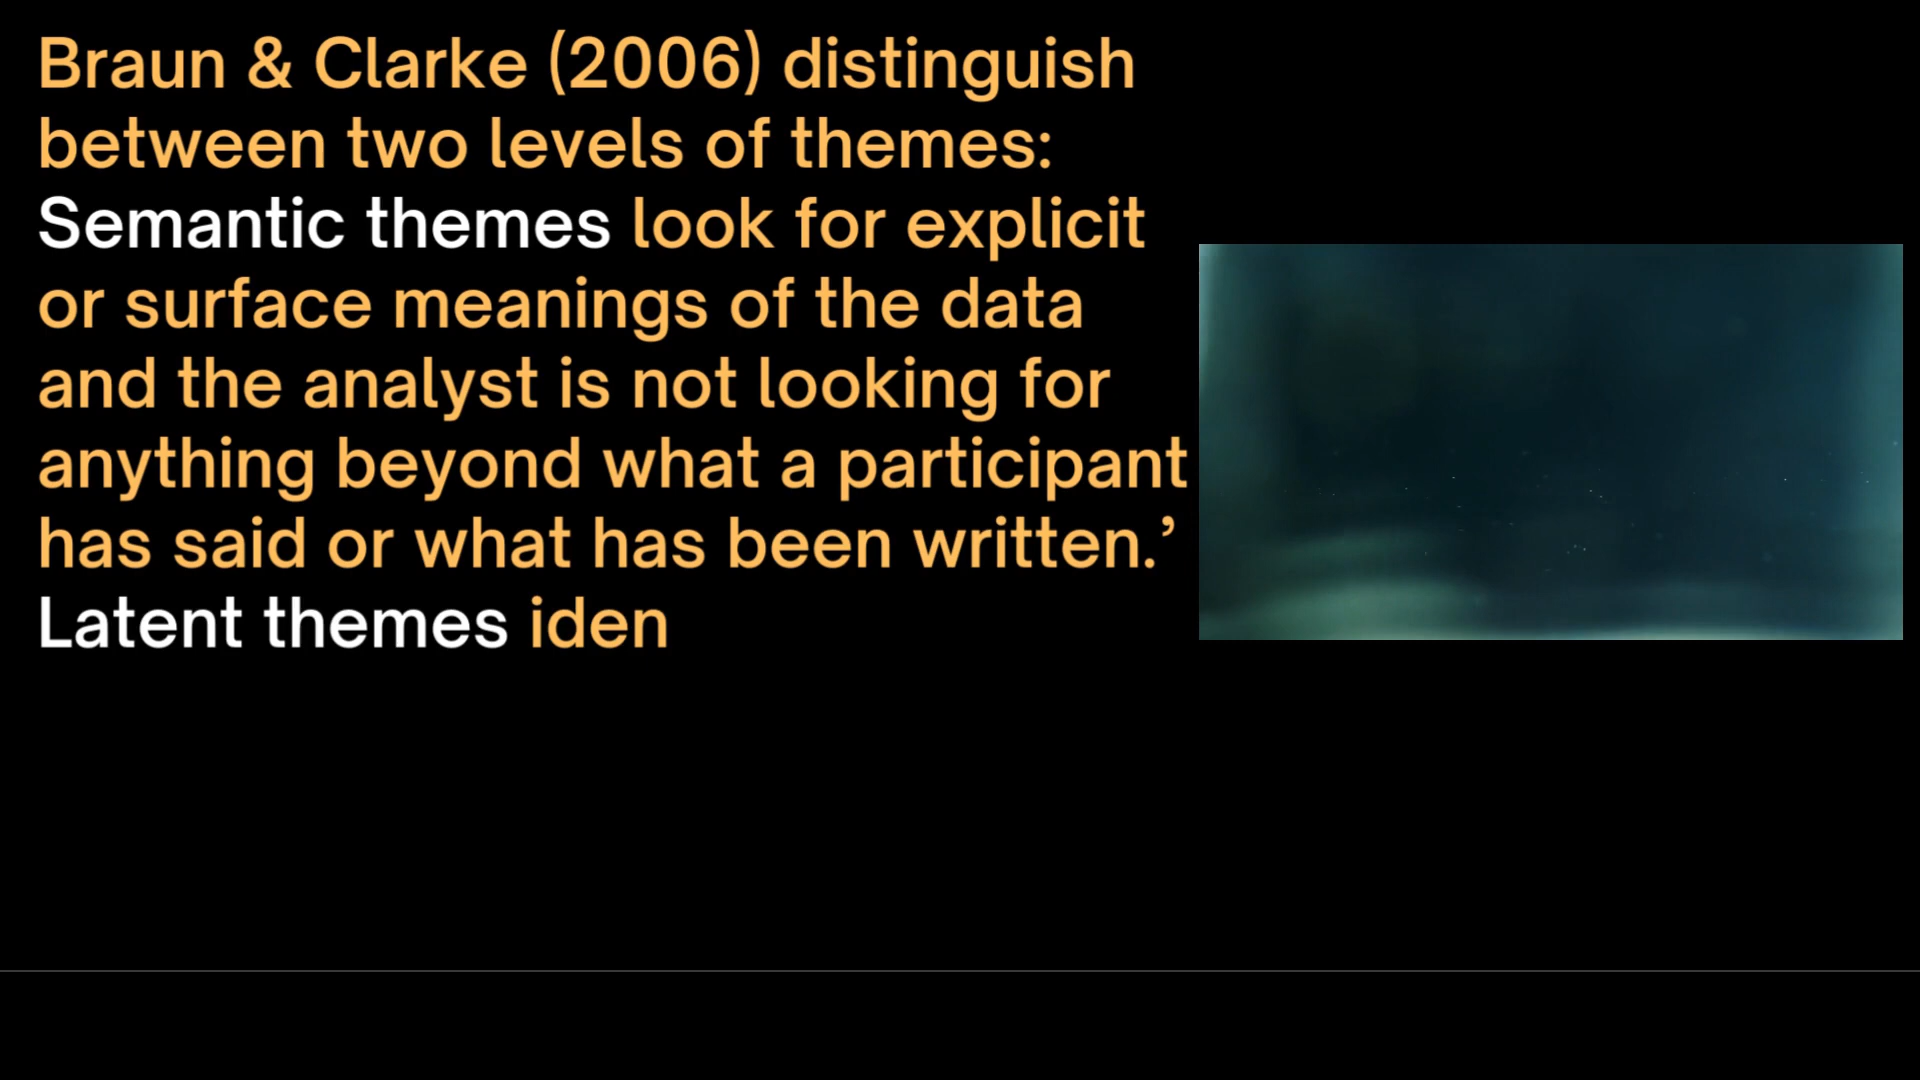 Braun & Clarke (2006) distinguish
between two levels of themes:
Semantic themes look for explicit
or surface meanings of the data
and the analyst is not looking for
anything beyond what a participant
has said or what has been written.’
Latent themes iden